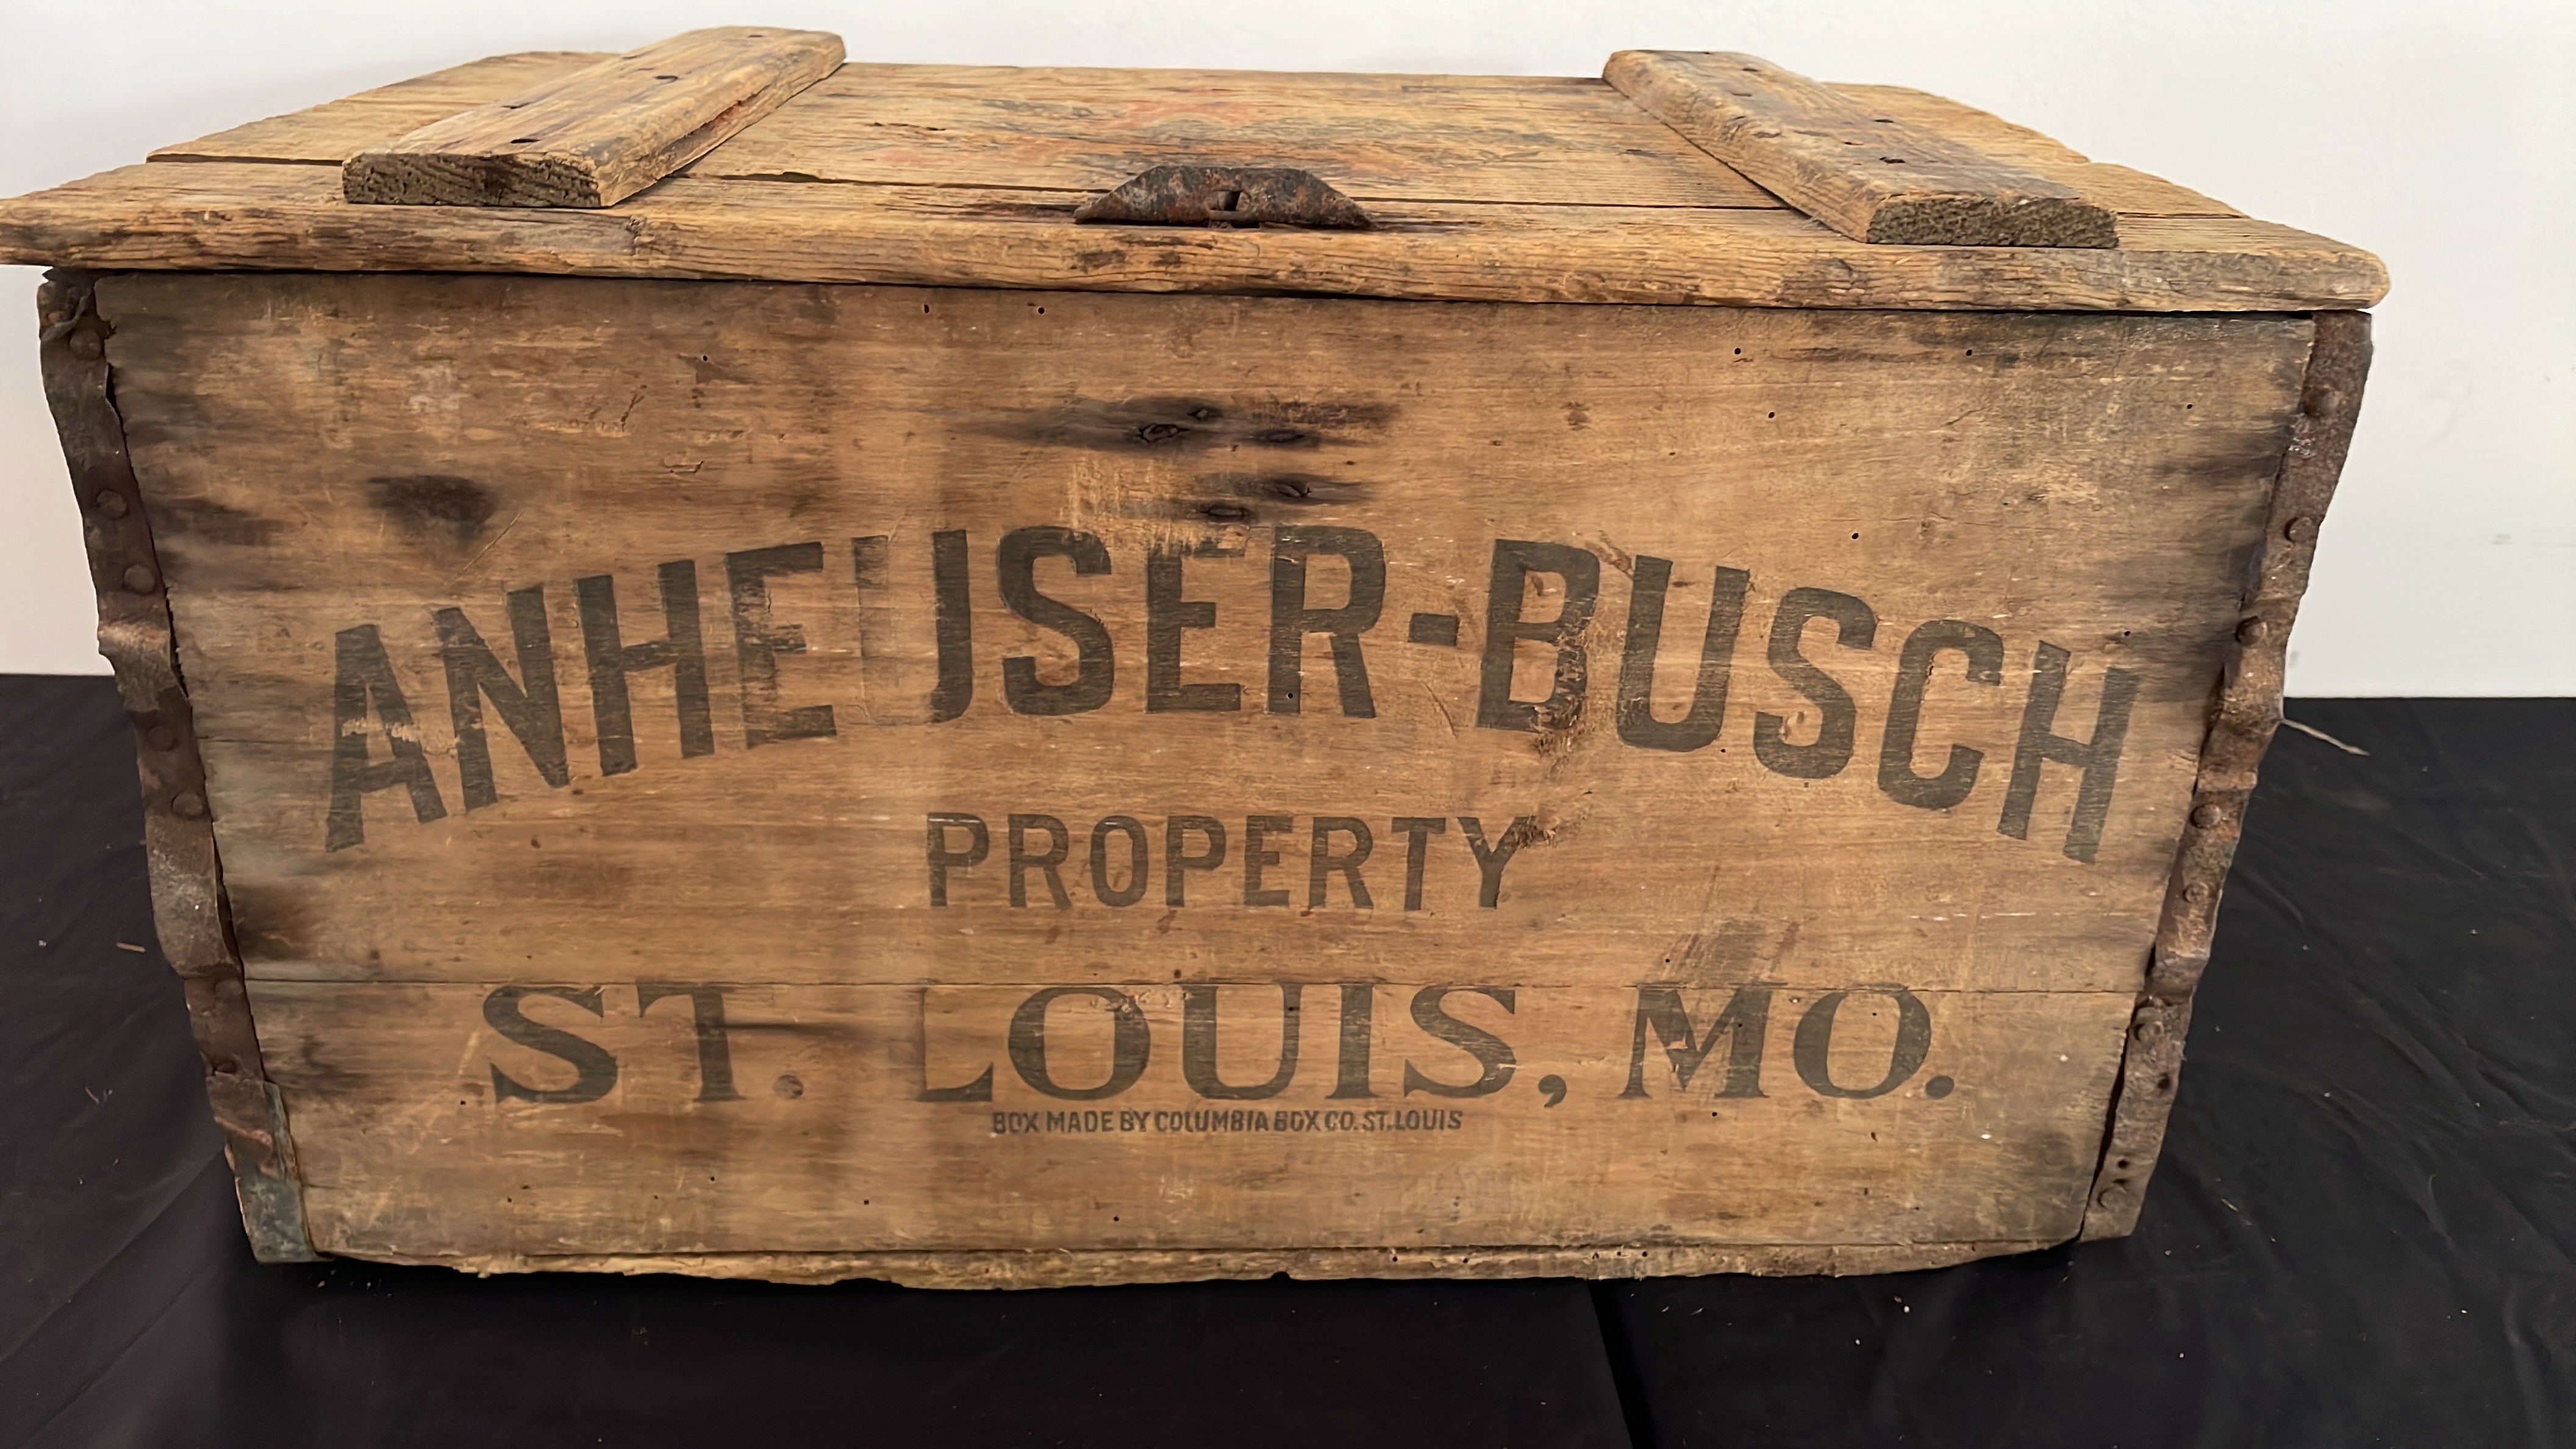 ANHEUSER-BUSCH
PROPERTY
ST. LOUIS, MO.
BOX MADE BY COLUMBIA BOX CO. ST. LOUIS